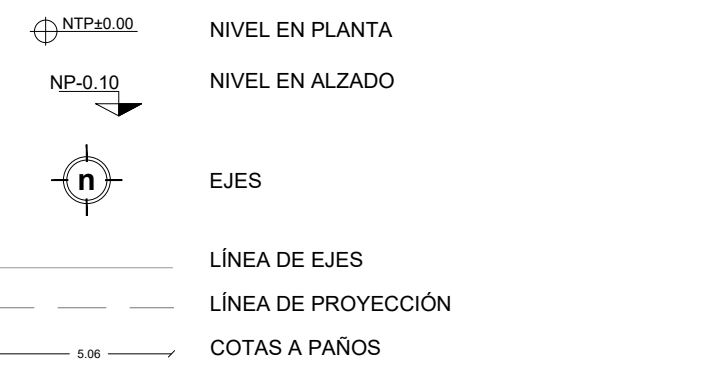 NTP±0.00 NIVEL EN PLANTA
NP-0.10 NIVEL EN ALZADO
n EJES
LÍNEA DE EJES
LÍNEA DE PROYECCIÓN
5.06 COTAS A PAÑOS